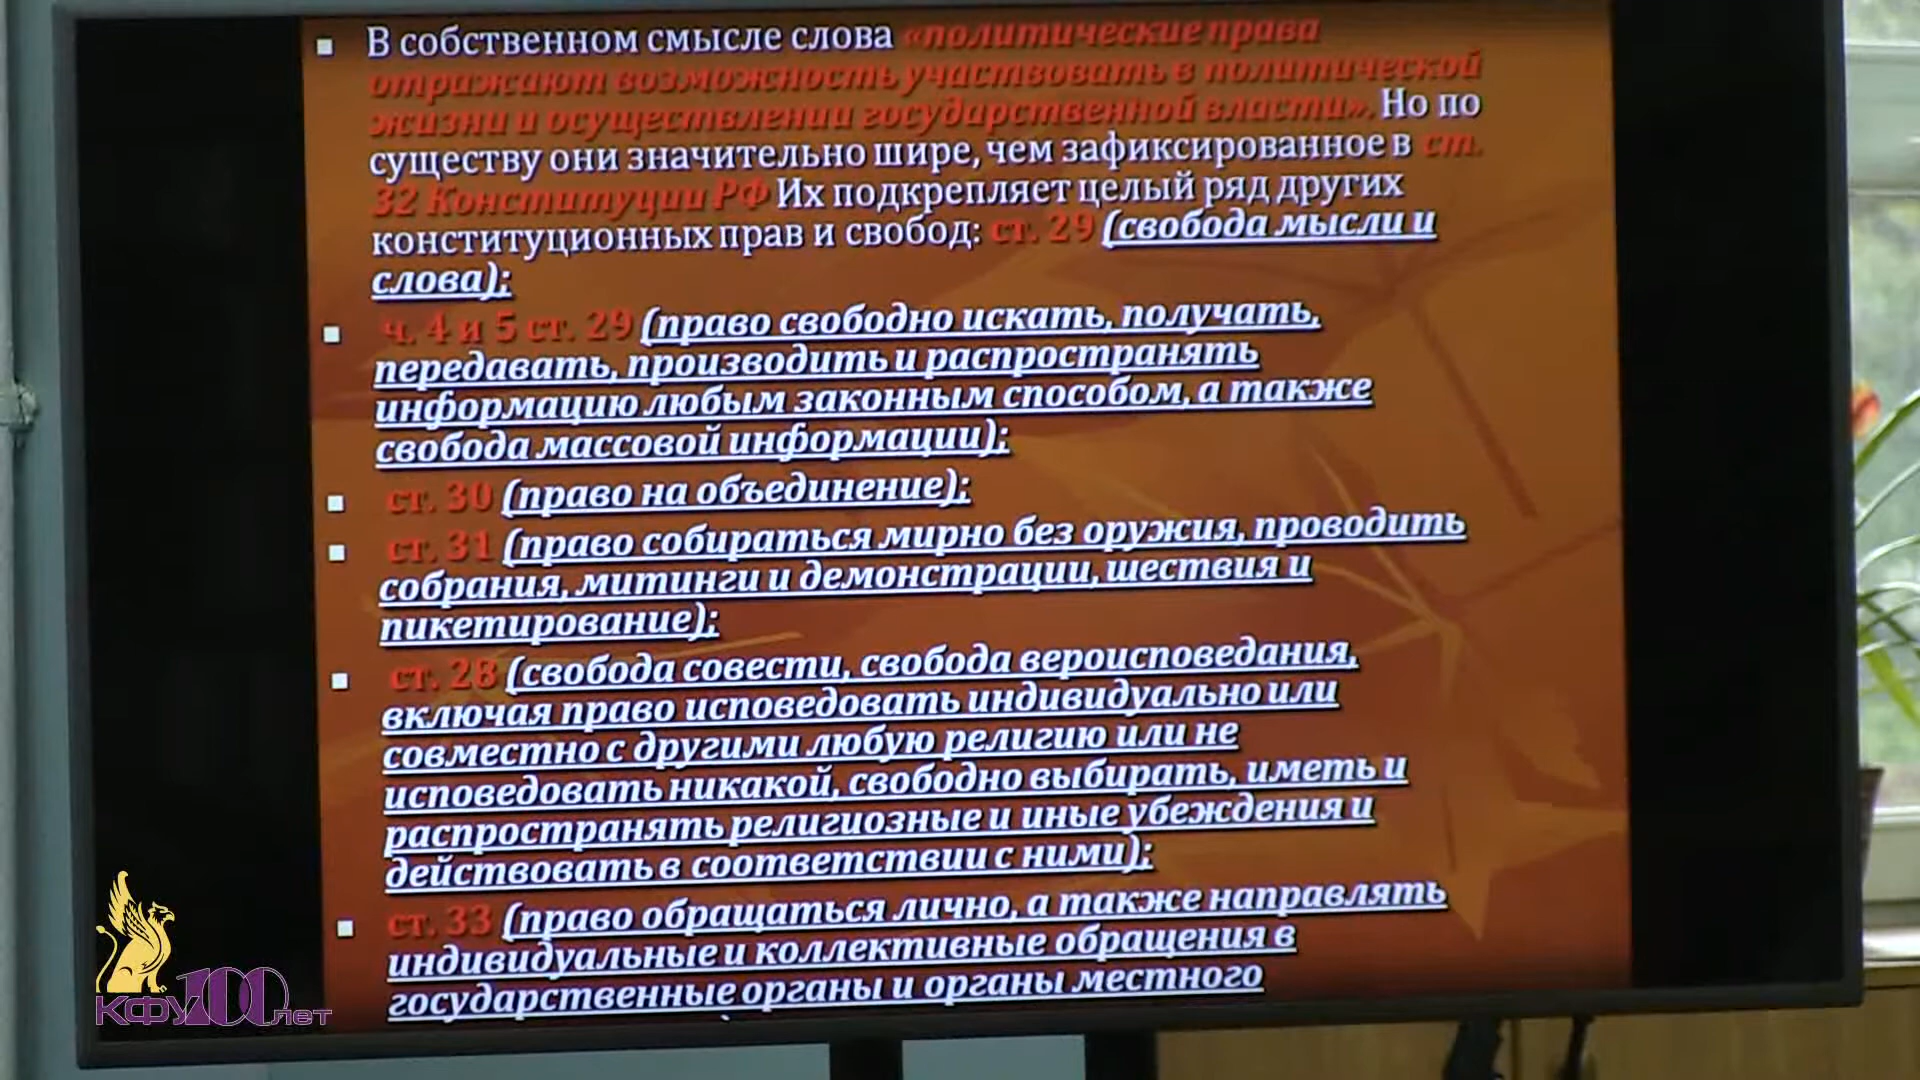 В собственном смысле слова «политические права
отражают возможность участвовать в политической
жизни и осуществлении государственной власти». Но по
существу они значительно шире, чем зафиксированное в ст.
32 Конституции РФ Их подкрепляет целый ряд других
конституционных прав и свобод: ст. 29 (свобода мысли и
слова);
ч. 4 и 5 ст. 29 (право свободно искать, получать,
передавать, производить и распространять
информацию любым законным способом, а также
свобода массовой информации);
ст. 30 (право на объединение);
ст. 31 (право собираться мирно без оружия, проводить
собрания, митинги и демонстрации, шествия и
пикетирование);
ст. 28 (свобода совести, свобода вероисповедания,
включая право исповедовать индивидуально или
совместно с другими любую религию или не
исповедовать никакой, свободно выбирать, иметь и
распространять религиозные и иные убеждения и
действовать в соответствии с ними);
ст. 33 (право обращаться лично, а также направлять
индивидуальные и коллективные обращения в
государственные органы и органы местного
КФУ 100 лет